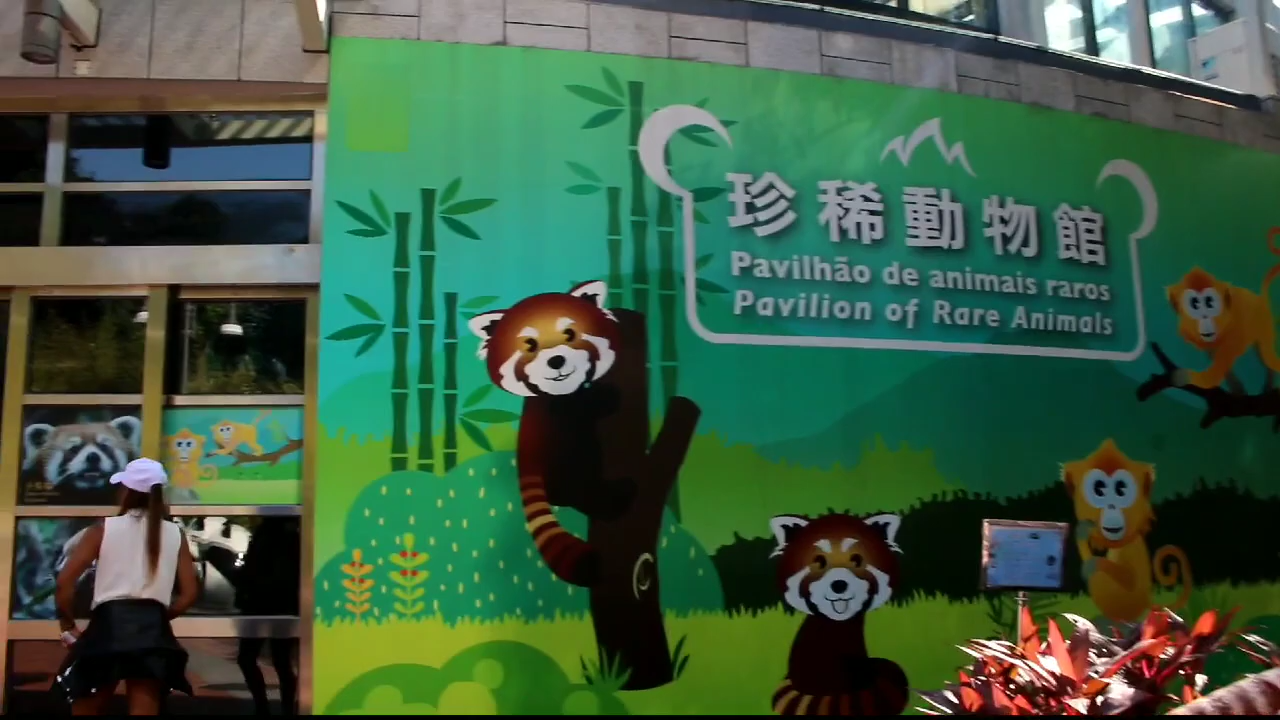 珍稀動物館
Pavilhão de animais raros
Pavilion of Rare Animals